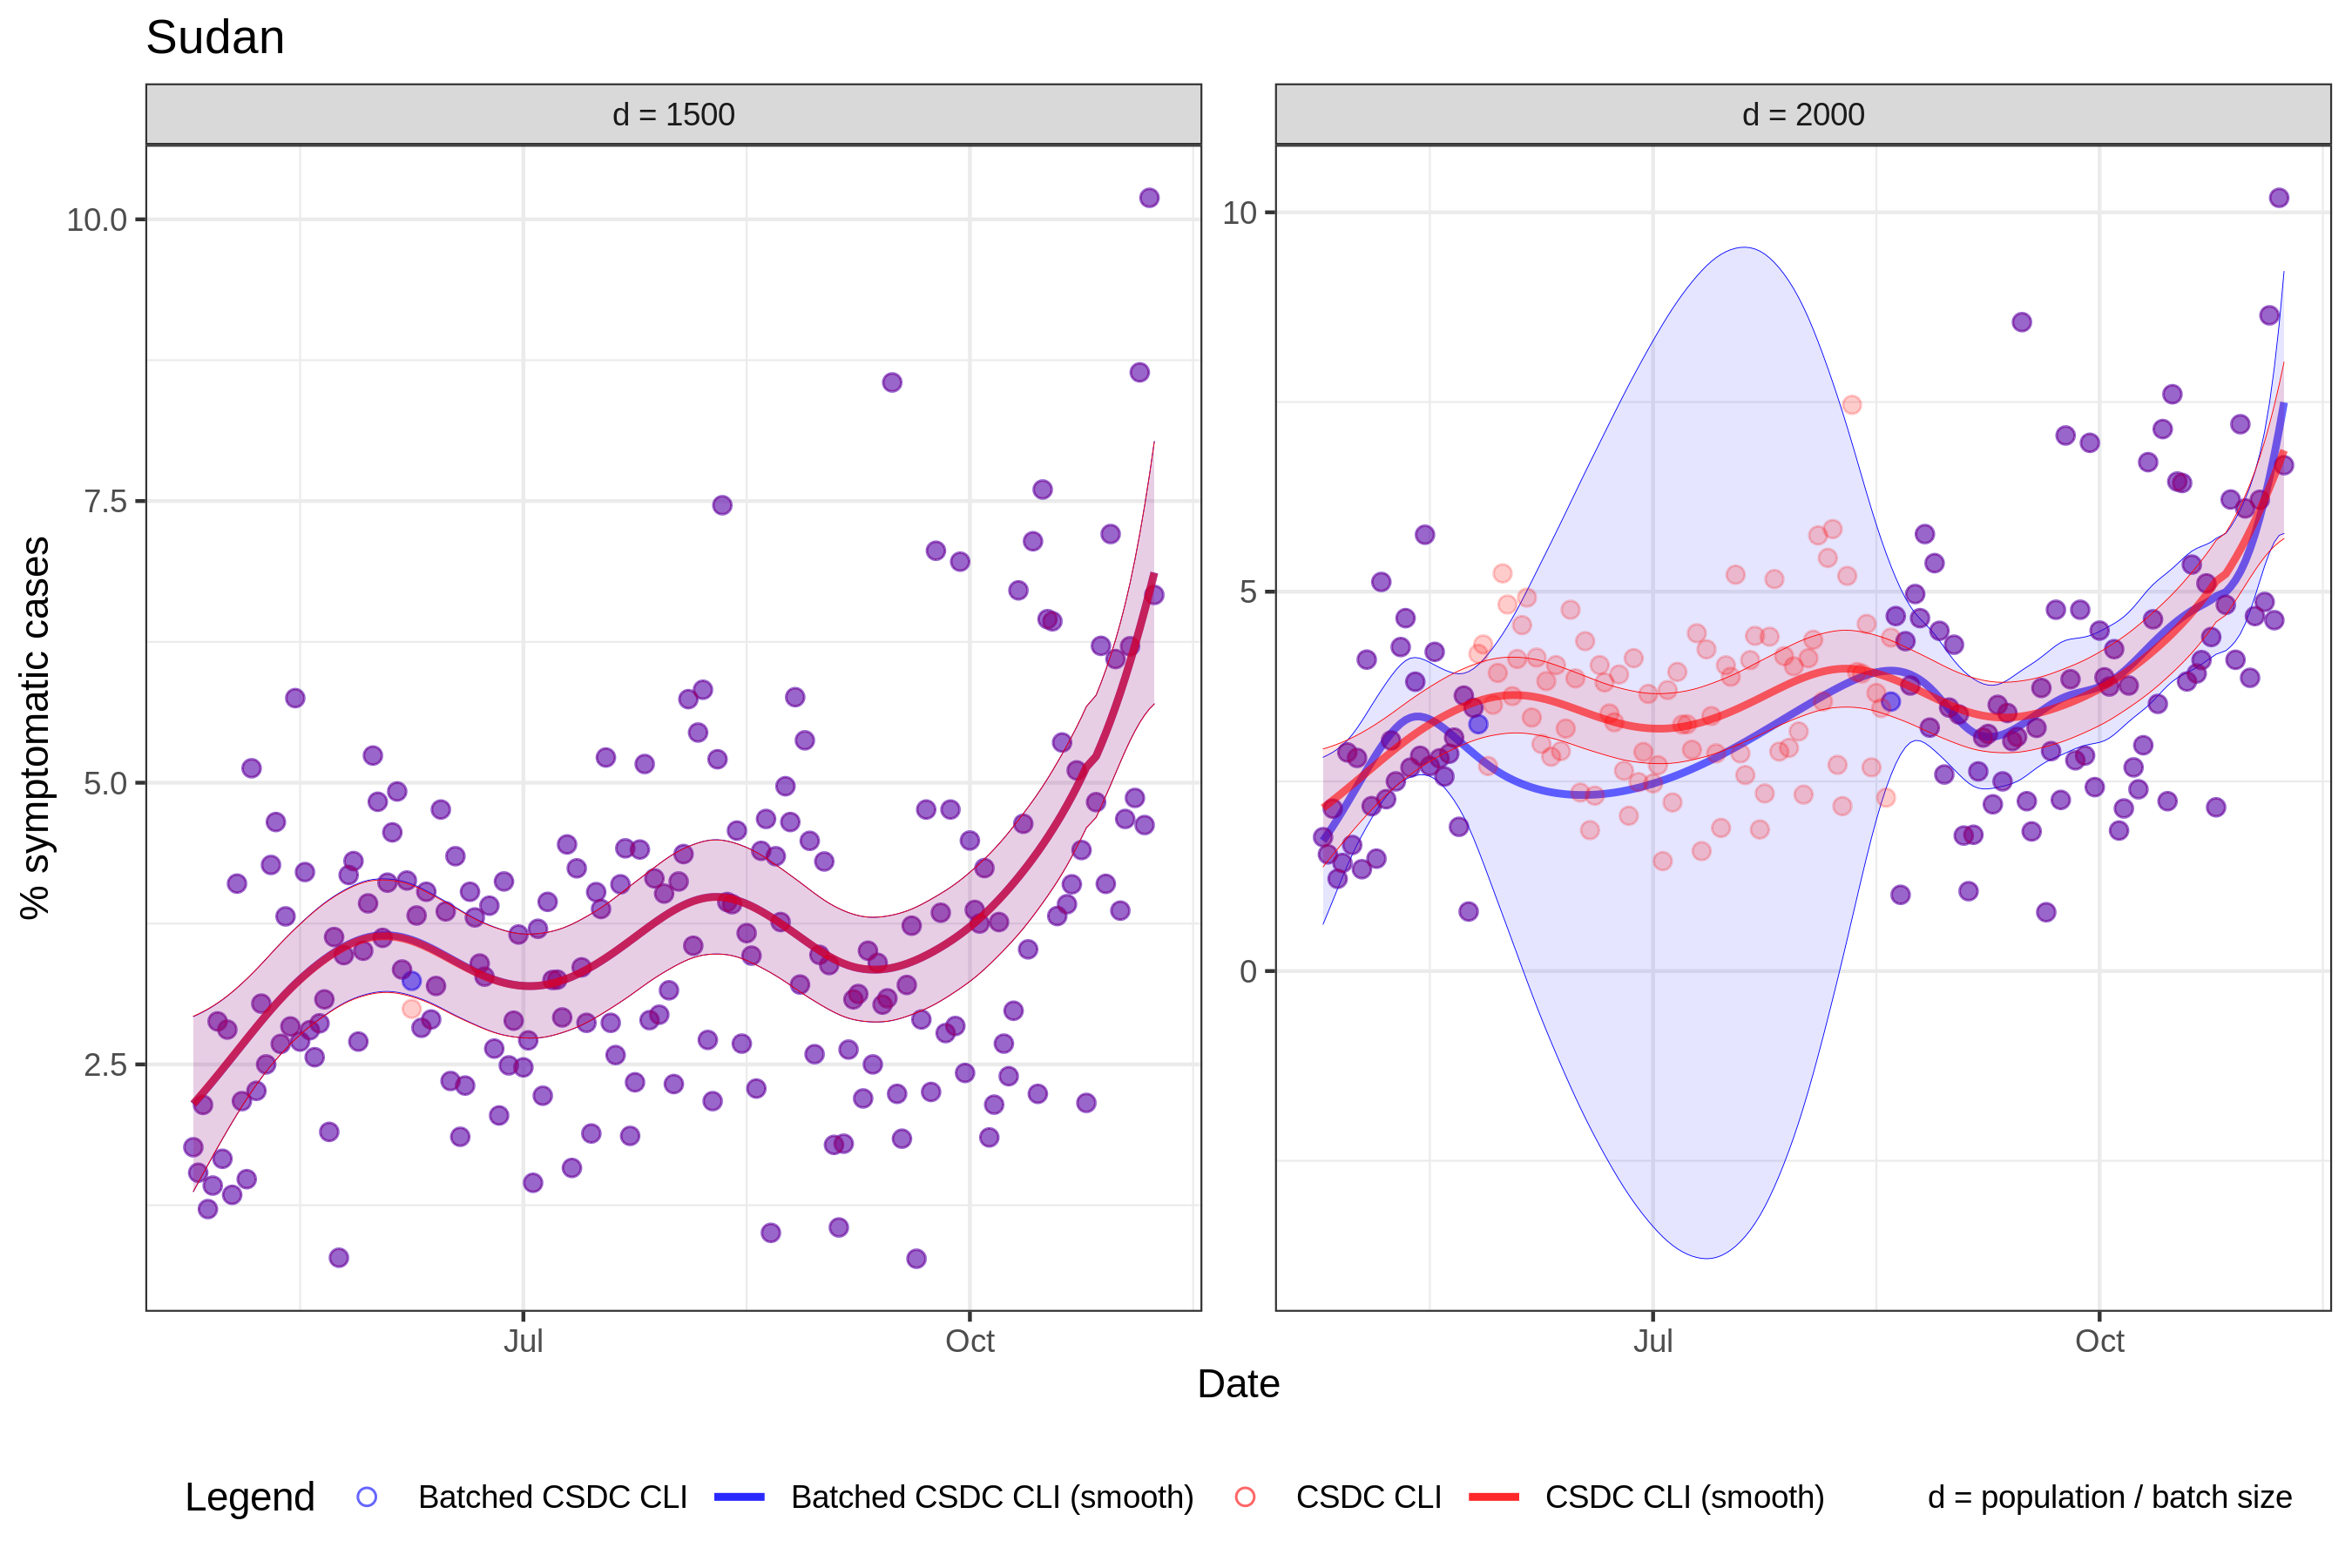 Sudan
d = 1500
d = 2000
% symptomatic cases
10.0
7.5
5.0
2.5
10
5
0
Jul
Oct
Jul
Oct
Date
Legend
Batched CSDC CLI
Batched CSDC CLI (smooth)
CSDC CLI
CSDC CLI (smooth)
d = population / batch size